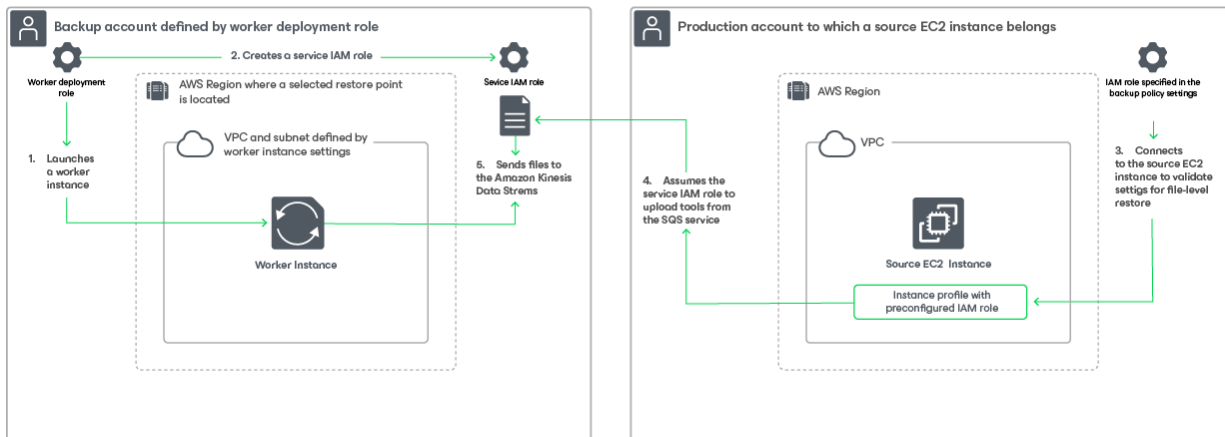 Backup account defined by worker deployment role
2. Creates a service IAM role
Worker deployment
role
AWS Region where a selected restore point
is located
Sevice IAM role
VPC and subnet defined by
worker instance settings
1. Launches
a worker
instance
5. Sends files to
the Amazon Kinesis
Data Strems
Worker Instance
Production account to which a source EC2 instance belongs
AWS Region
IAM role specified in the
backup policy settings
VPC
3. Connects
to the source EC2
instance to validate
settigs for file-level
restore
4. Assumes the
service IAM role to
upload tools from
the SQS service
Source EC2 Instance
Instance profile with
preconfigured IAM role